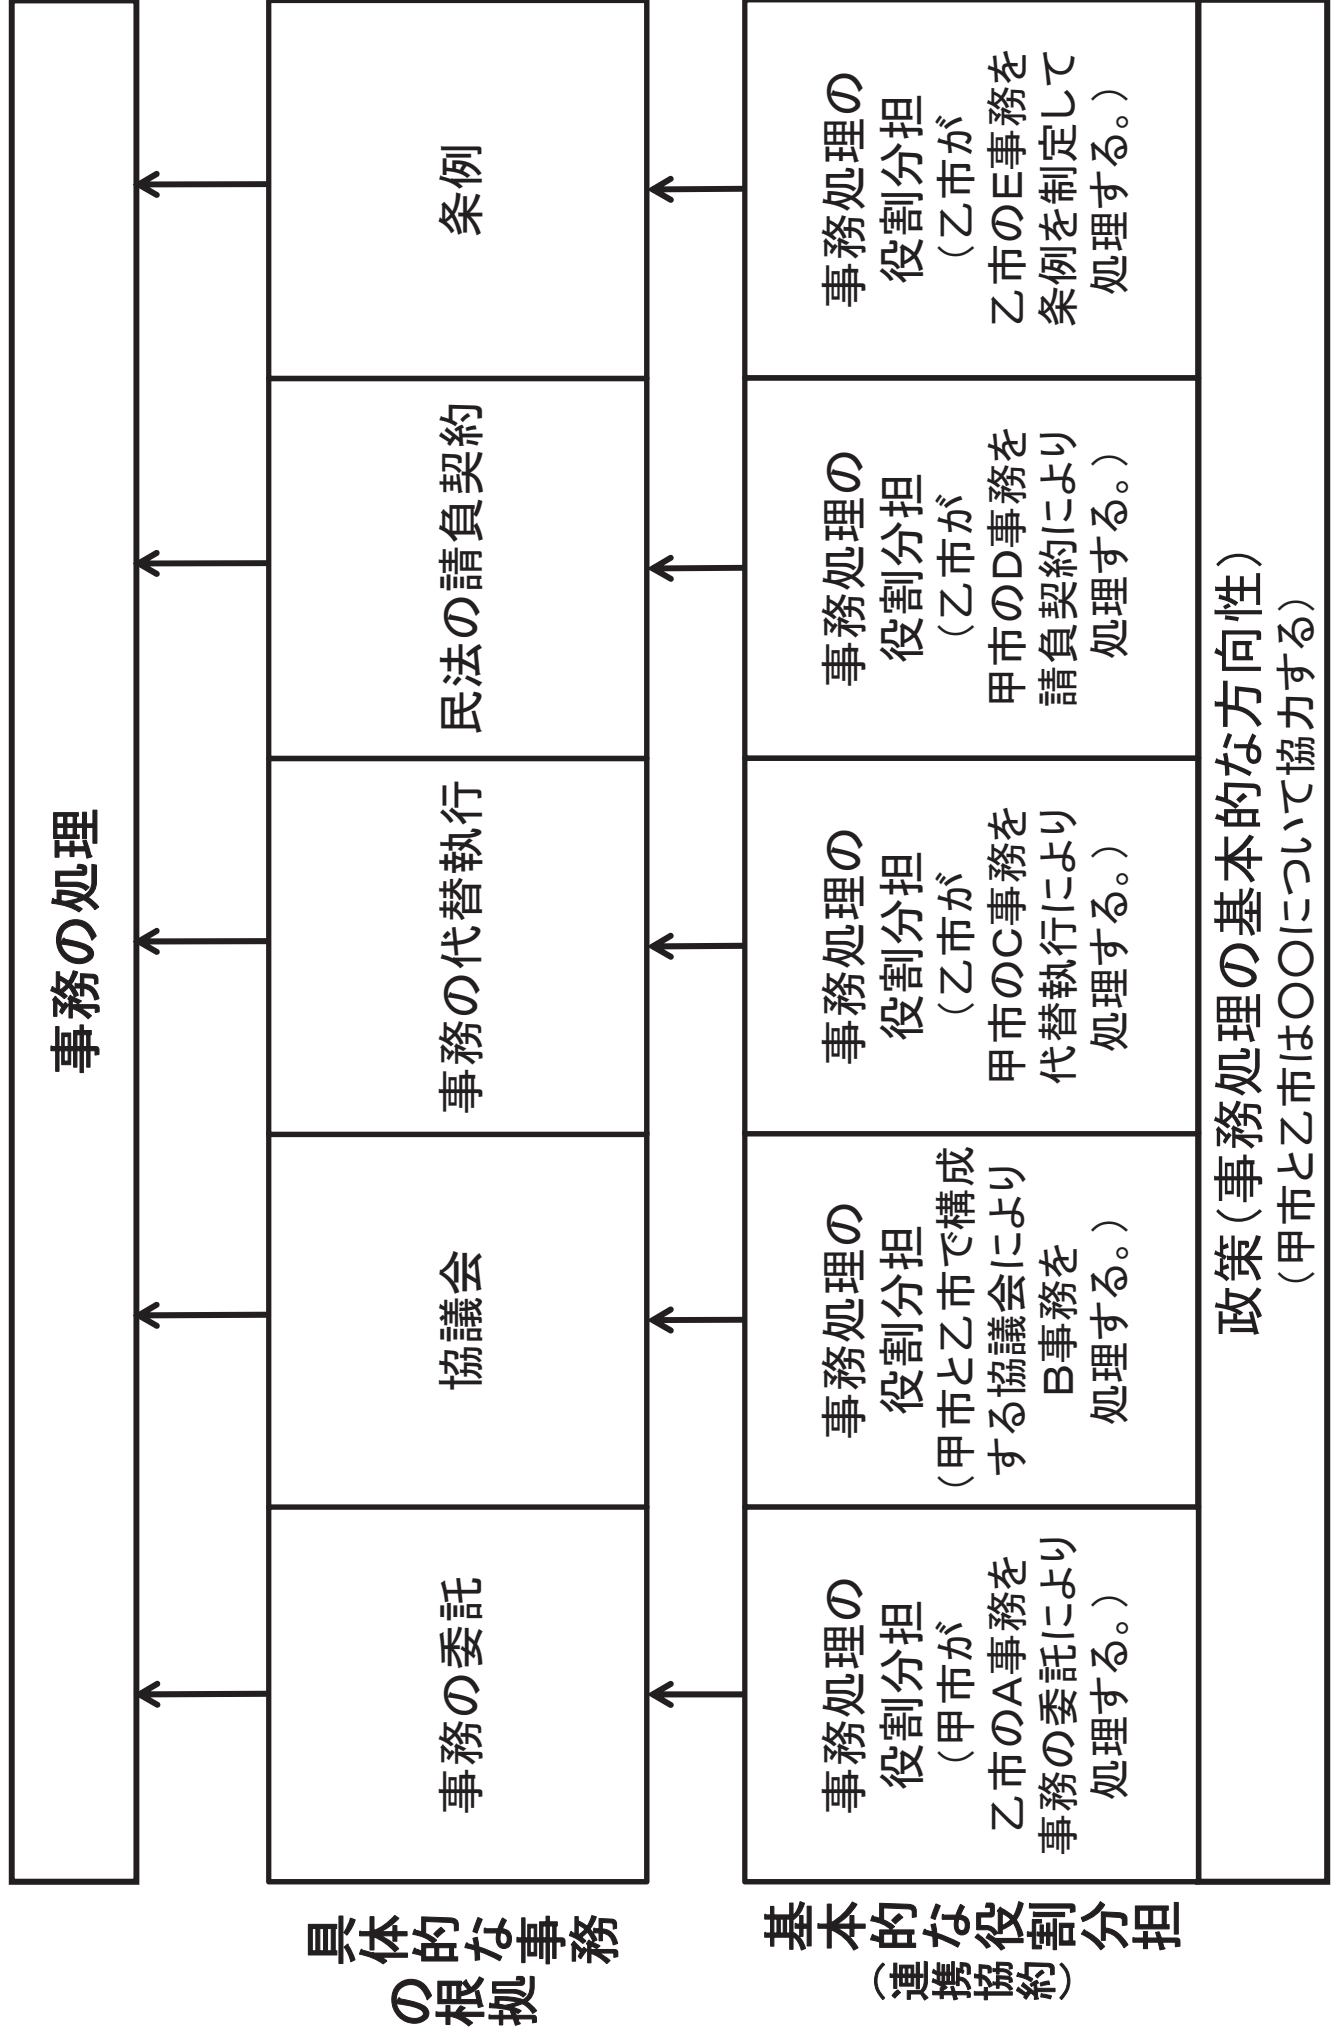 事務の処理
具体的な事務
の根拠
事務の委託
協議会
事務の代替執行
民法の請負契約
条例
基本的な役割分担
（連携協約）
事務処理の
役割分担
（甲市が
乙市のA事務を
事務の委託により
処理する。）
事務処理の
役割分担
（甲市と乙市で構成
する協議会により
B事務を
処理する。）
事務処理の
役割分担
（乙市が
甲市のC事務を
代替執行により
処理する。）
事務処理の
役割分担
（乙市が
甲市のD事務を
請負契約により
処理する。）
事務処理の
役割分担
（乙市が
乙市のE事務を
条例を制定して
処理する。）
政策（事務処理の基本的な方向性）
（甲市と乙市は〇〇について協力する）